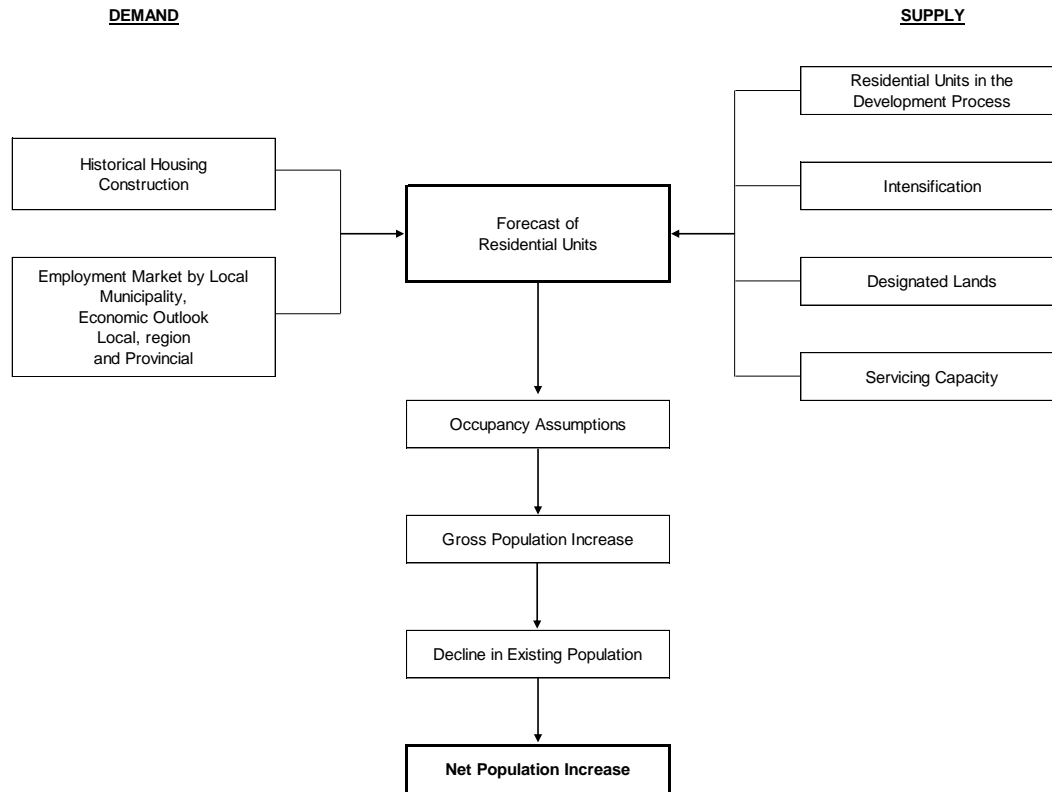 DEMAND
SUPPLY
Residential Units in the
Development Process
Historical Housing
Construction
Intensification
Forecast of
Residential Units
Employment Market by Local
Municipality,
Economic Outlook
Local, region
and Provincial
Designated Lands
Servicing Capacity
Occupancy Assumptions
Gross Population Increase
Decline in Existing Population
Net Population Increase